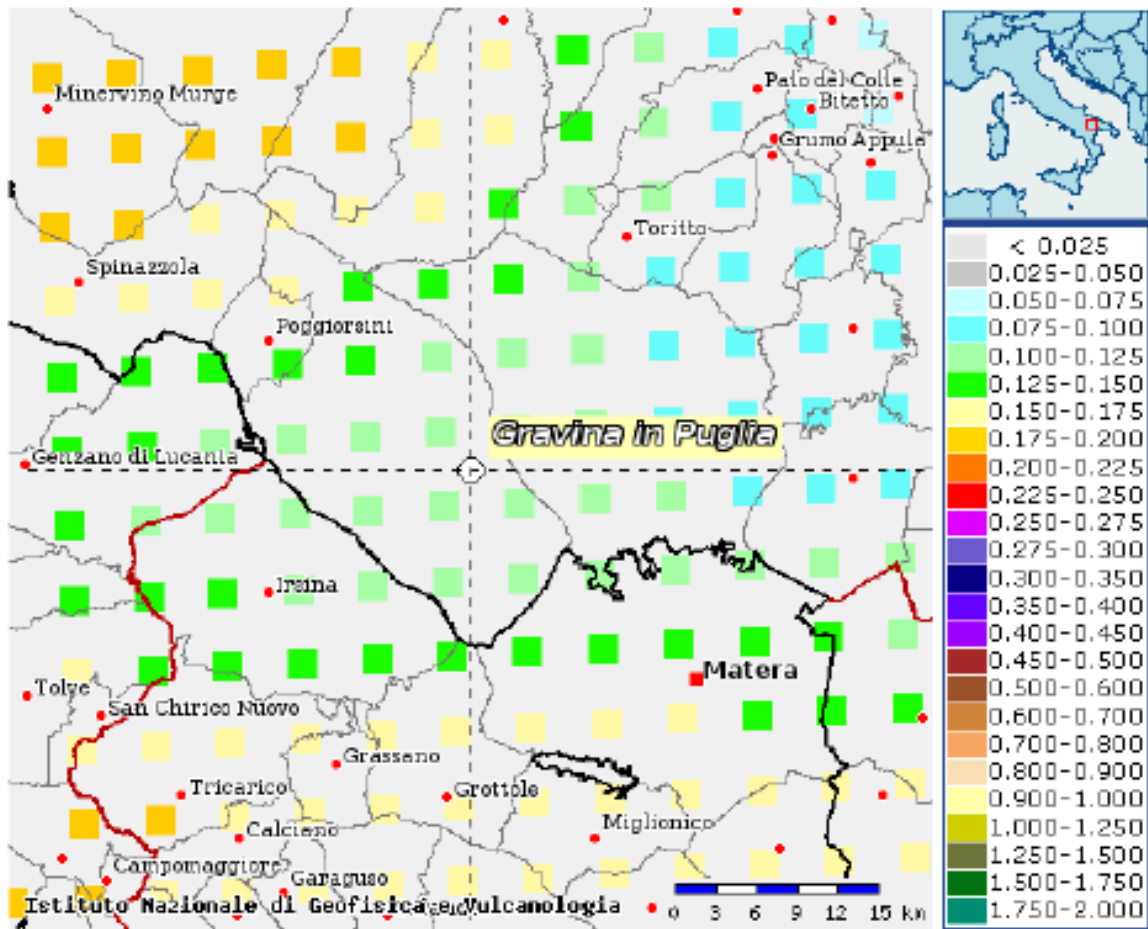 Minervino Murge
Palo del Colle
Bitetto
Grumo Appula
Toritto
Spinazzola
Poggiorsini
Gravina in Puglia
Genzano di Lucania
Irsina
Matera
Tolve
San Chirico Nuovo
Grassano
Tricarico
Grottole
Calciano
Miglionico
Campomaggiore
Garaguso
Istituto Nazionale di Geofisica e Vulcanologia
0 3 6 9 12 15 km
< 0.025
0.025-0.050
0.050-0.075
0.075-0.100
0.100-0.125
0.125-0.150
0.150-0.175
0.175-0.200
0.200-0.225
0.225-0.250
0.250-0.275
0.275-0.300
0.300-0.350
0.350-0.400
0.400-0.450
0.450-0.500
0.500-0.600
0.600-0.700
0.700-0.800
0.800-0.900
0.900-1.000
1.000-1.250
1.250-1.500
1.500-1.750
1.750-2.000